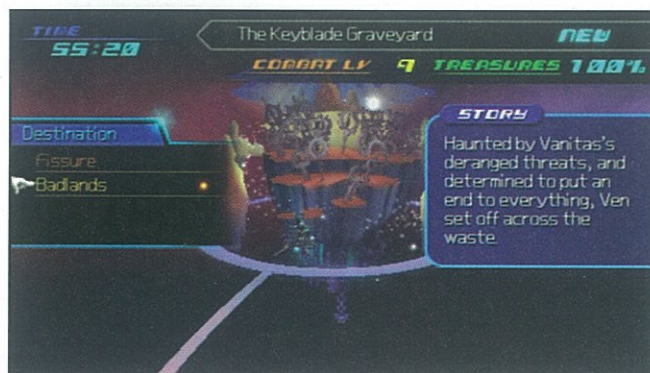 TIME
55:20
The Keyblade Graveyard
NEW
COMBAT LV 9 TREASURES 100%
Destination
Fissure
Badlands
STORY
Haunted by Vanitas's
deranged threats, and
determined to put an
end to everything, Ven
set off across the
waste.